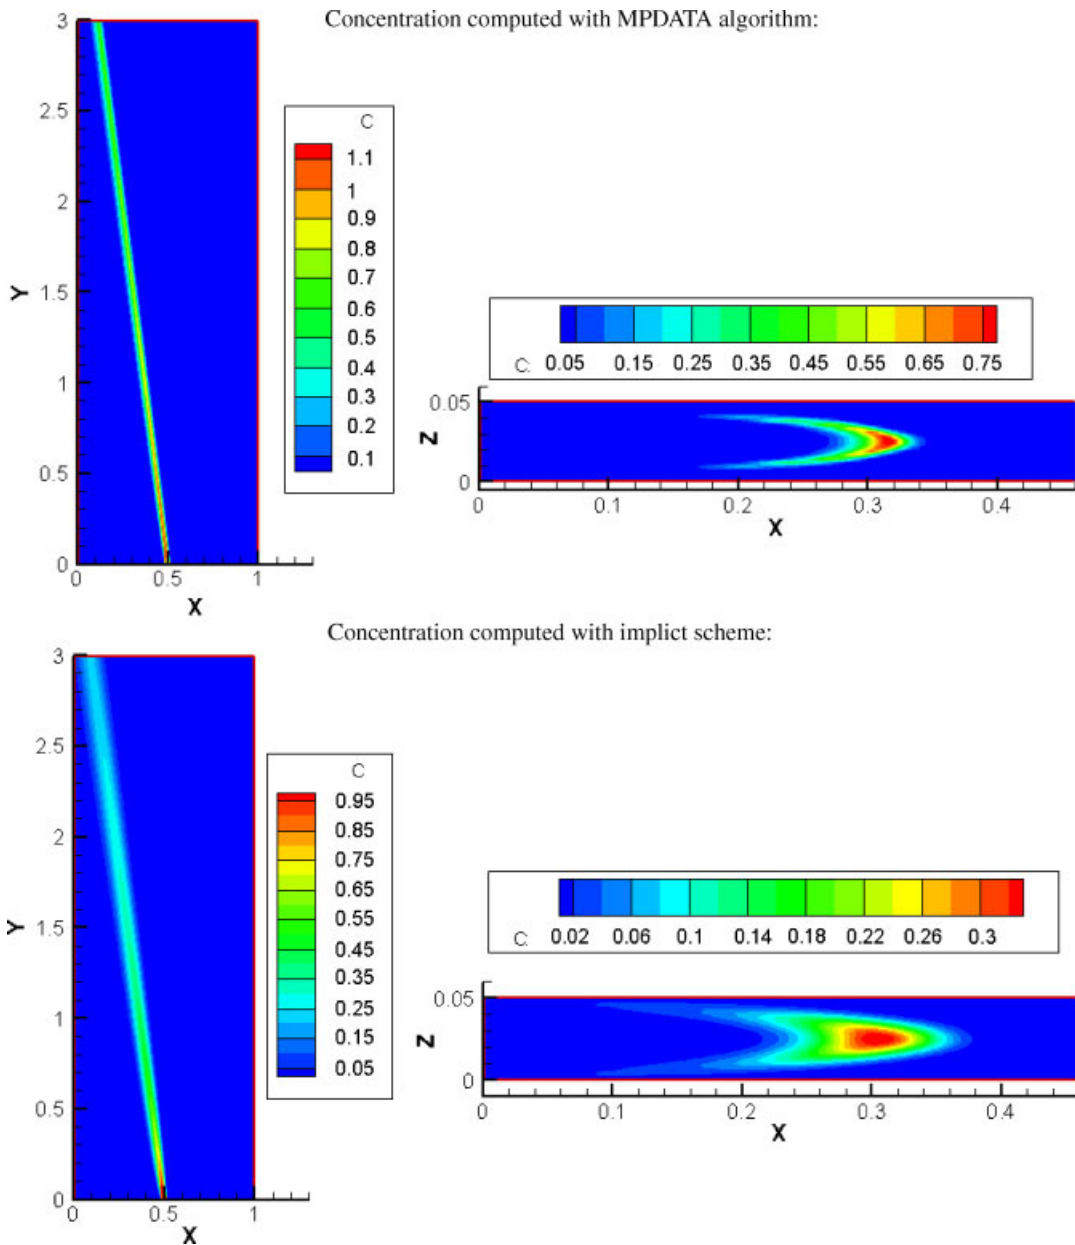 Concentration computed with MPDATA algorithm:
3
2.5
2
1.5
1
0.5
0
Y
0
0.5
1
X
C
1.1
1
0.9
0.8
0.7
0.6
0.5
0.4
0.3
0.2
0.1
C: 0.05 0.15 0.25 0.35 0.45 0.55 0.65 0.75
0.05
Z
0
0 0.1 0.2 0.3 0.4
X
Concentration computed with implict scheme:
3
2.5
2
1.5
1
0.5
0
Y
0 0.5 1
X
C
0.95
0.85
0.75
0.65
0.55
0.45
0.35
0.25
0.15
0.05
C: 0.02 0.06 0.1 0.14 0.18 0.22 0.26 0.3
0.05
Z
0
0 0.1 0.2 0.3 0.4
X